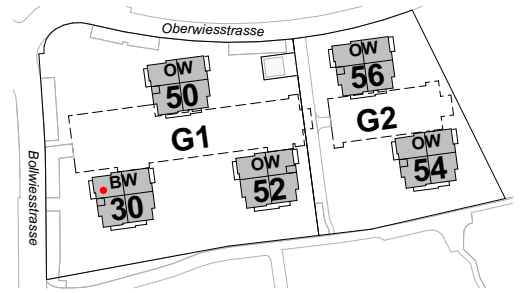 Oberwiesstrasse
OW
56
OW
50
G2
G1
OW
54
OW
52
BW
30
Bollwiesstrasse